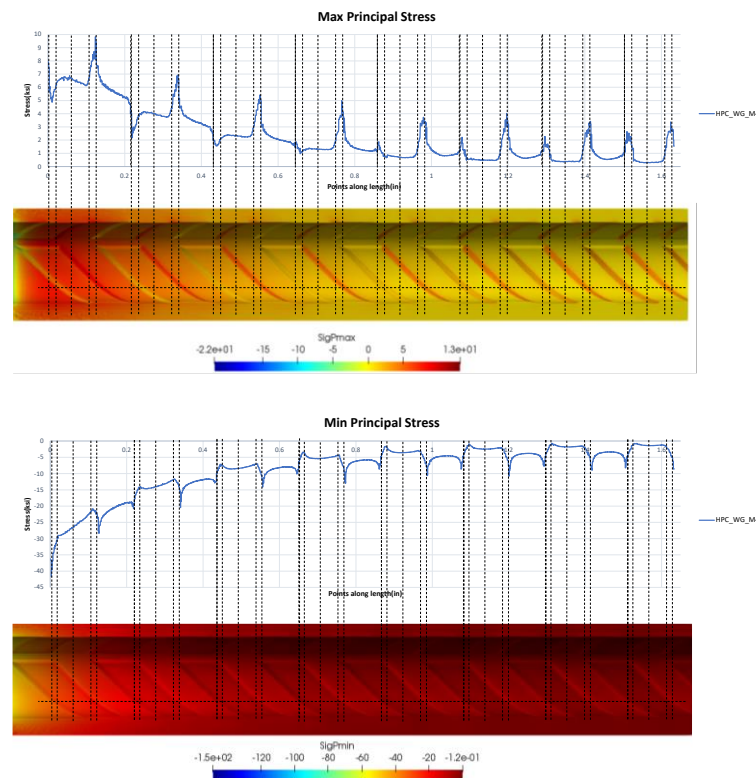 Max Principal Stress
10
9
8
7
6
5
4
3
2
1
0
Stress(ksi)
0 0.2 0.4 0.6 0.8 1 1.2 1.4 1.6
Points along length(in)
HPC_WG_M
SigPmax
-2.2e+01 -15 -10 -5 0 5 1.3e+01
Min Principal Stress
0
-5
-10
-15
-20
-25
-30
-35
-40
-45
Stress(ksi)
0 0.2 0.4 0.6 0.8 1 1.2 1.4 1.6
Points along length(in)
HPC_WG_M
SigPmin
-1.5e+02 -120 -100 -80 -60 -40 -20 -1.2e-01